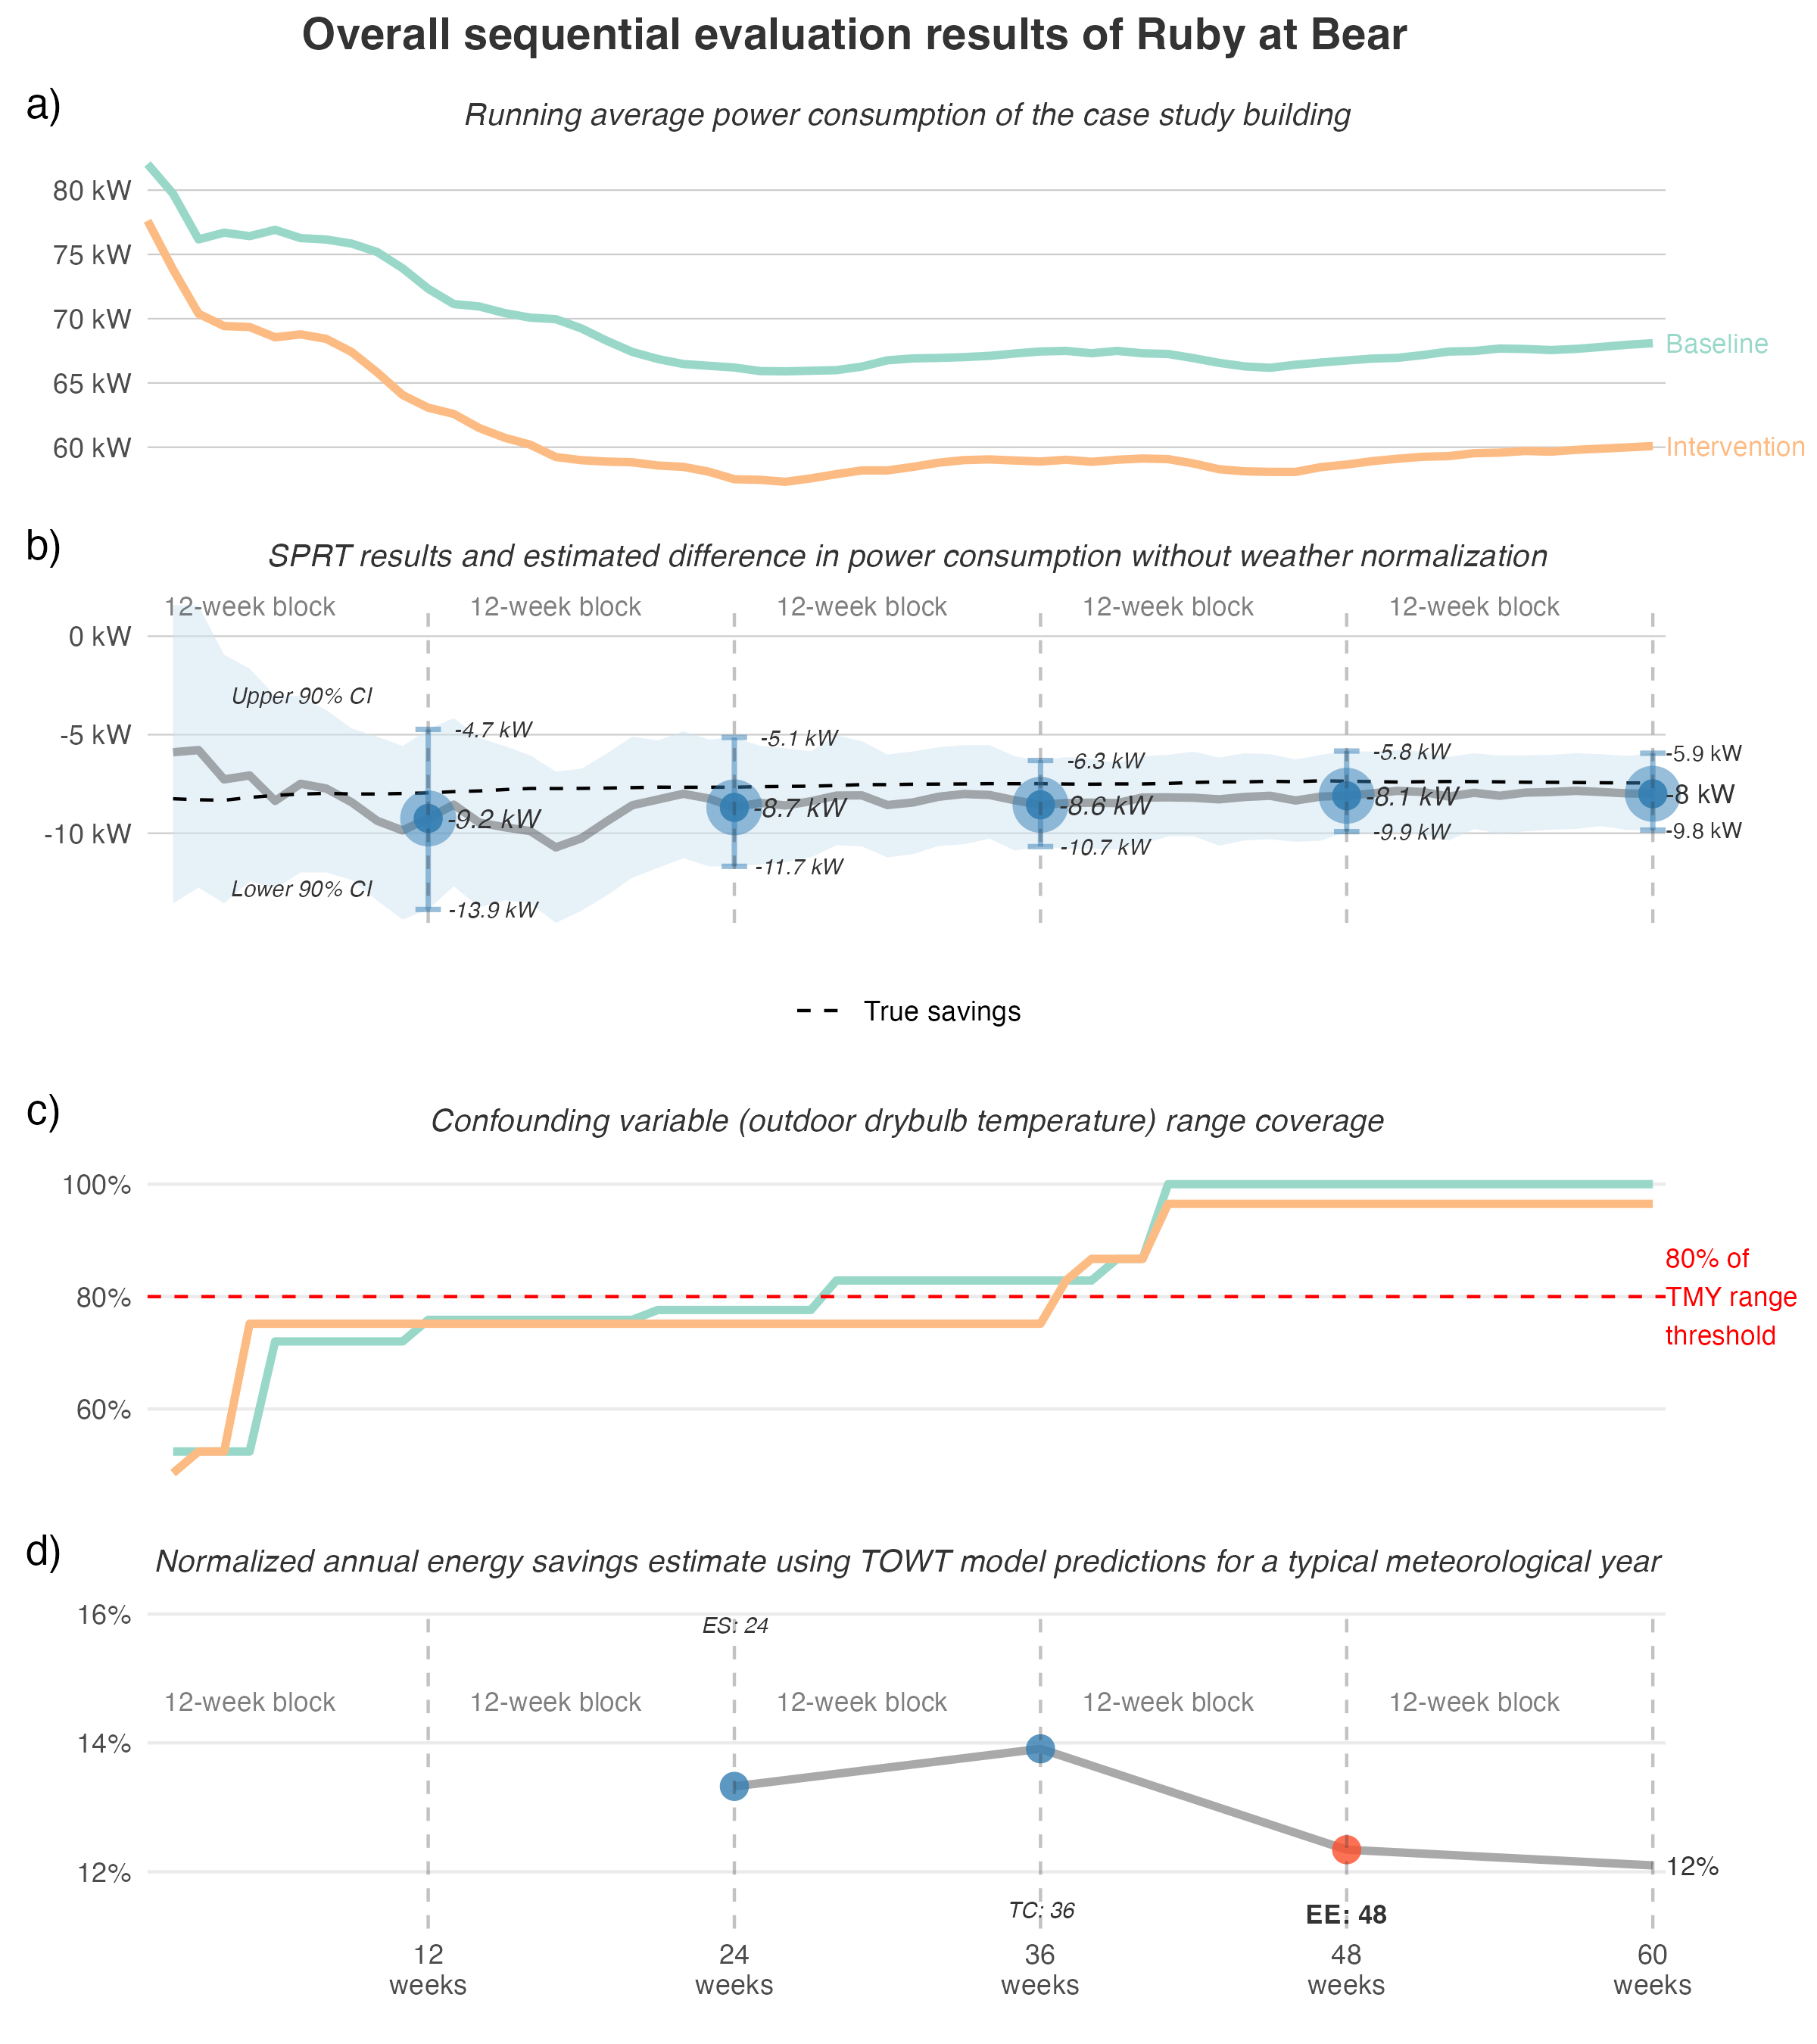 Overall sequential evaluation results of Ruby at Bear
a)
Running average power consumption of the case study building
80 kW
75 kW
70 kW
65 kW
60 kW
Baseline
Intervention
b)
SPRT results and estimated difference in power consumption without weather normalization
12-week block 12-week block 12-week block 12-week block 12-week block
0 kW
-5 kW
-10 kW
Upper 90% CI
Lower 90% CI
-4.7 kW
-9.2 kW
-13.9 kW
-5.1 kW
-8.7 kW
-11.7 kW
-6.3 kW
-8.6 kW
-10.7 kW
-5.8 kW
-8.1 kW
-9.9 kW
-5.9 kW
-8 kW
-9.8 kW
True savings
c)
Confounding variable (outdoor drybulb temperature) range coverage
100%
80%
60%
80% of
TMY range
threshold
d)
Normalized annual energy savings estimate using TOWT model predictions for a typical meteorological year
16%
14%
12%
ES: 24
12-week block 12-week block 12-week block 12-week block 12-week block
12%
TC: 36
EE: 48
12 24 36 48 60
weeks weeks weeks weeks weeks